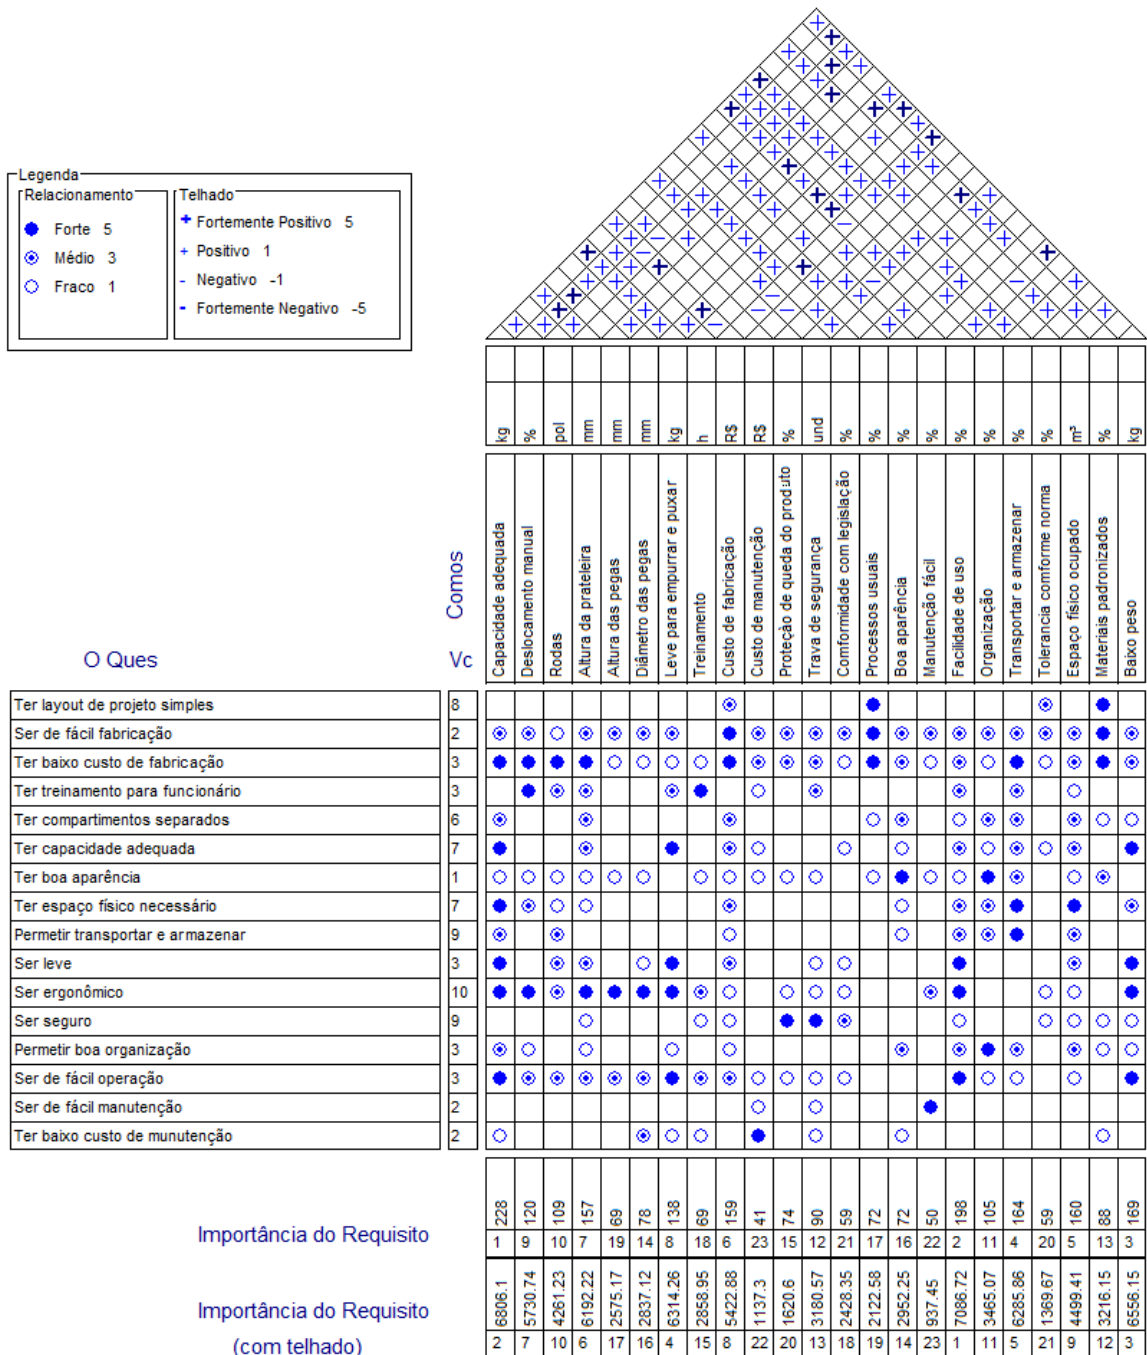 Legenda
Relacionamento
Forte 5
Médio 3
Fraco 1
Telhado
+ Fortemente Positivo 5
+ Positivo 1
- Negativo -1
- Fortemente Negativo -5
kg % pol mm mm mm kg h R$ R$ % und % % % % % % % % m³ % kg
Comos
Capacidade adequada
Deslocamento manual
Rodas
Altura da prateleira
Altura das pegas
Diâmetro das pegas
Leve para empurrar e puxar
Treinamento
Custo de fabricação
Custo de manutenção
Proteção de queda do produto
Trava de segurança
Comformidade com legislação
Processos usuais
Boa aparência
Manutenção fácil
Facilidade de uso
Organização
Transportar e armazenar
Tolerancia comforme norma
Espaço físico ocupado
Materiais padronizados
Baixo peso
O Ques Vc
Ter layout de projeto simples 8
Ser de fácil fabricação 2
Ter baixo custo de fabricação 3
Ter treinamento para funcionário 3
Ter compartimentos separados 6
Ter capacidade adequada 7
Ter boa aparência 1
Ter espaço físico necessário 7
Permetir transportar e armazenar 9
Ser leve 3
Ser ergonômico 10
Ser seguro 9
Permetir boa organização 3
Ser de fácil operação 3
Ser de fácil manutenção 2
Ter baixo custo de munutenção 2
Importância do Requisito
228 120 109 157 69 78 138 69 159 41 74 90 59 72 72 50 198 105 164 59 160 88 169
1 9 10 7 19 14 8 18 6 23 15 12 21 17 16 22 2 11 4 20 5 13 3
Importância do Requisito
(com telhado)
6806.1 5730.74 4261.23 6192.22 2575.17 2837.12 6314.26 2858.95 5422.88 1137.3 1620.6 3180.57 2428.35 2122.58 2952.25 937.45 7086.72 3465.07 6285.86 1369.67 4499.41 3216.15 6556.15
2 7 10 6 17 16 4 15 8 22 20 13 18 19 14 23 1 11 5 21 9 12 3